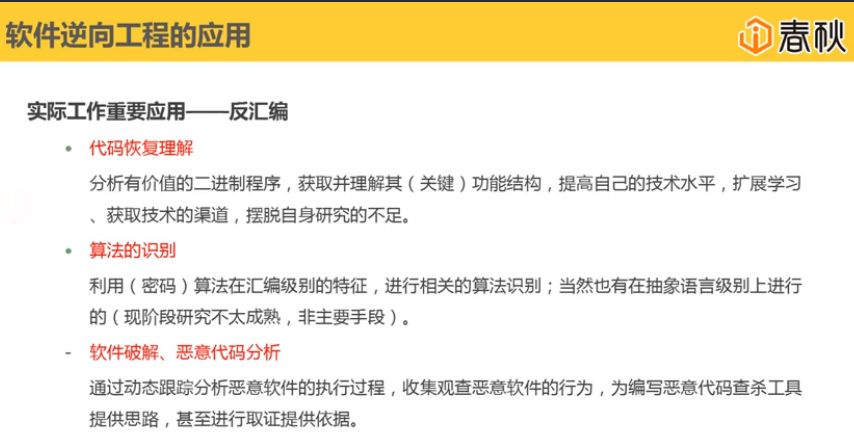 软件逆向工程的应用
i春秋
实际工作重要应用——反汇编
• 代码恢复理解
分析有价值的二进制程序，获取并理解其（关键）功能结构，提高自己的技术水平，扩展学习
、获取技术的渠道，摆脱自身研究的不足。
• 算法的识别
利用（密码）算法在汇编级别的特征，进行相关的算法识别；当然也有在抽象语言级别上进行
的（现阶段研究不太成熟，非主要手段）。
- 软件破解、恶意代码分析
通过动态跟踪分析恶意软件的执行过程，收集观查恶意软件的行为，为编写恶意代码查杀工具
提供思路，甚至进行取证提供依据。